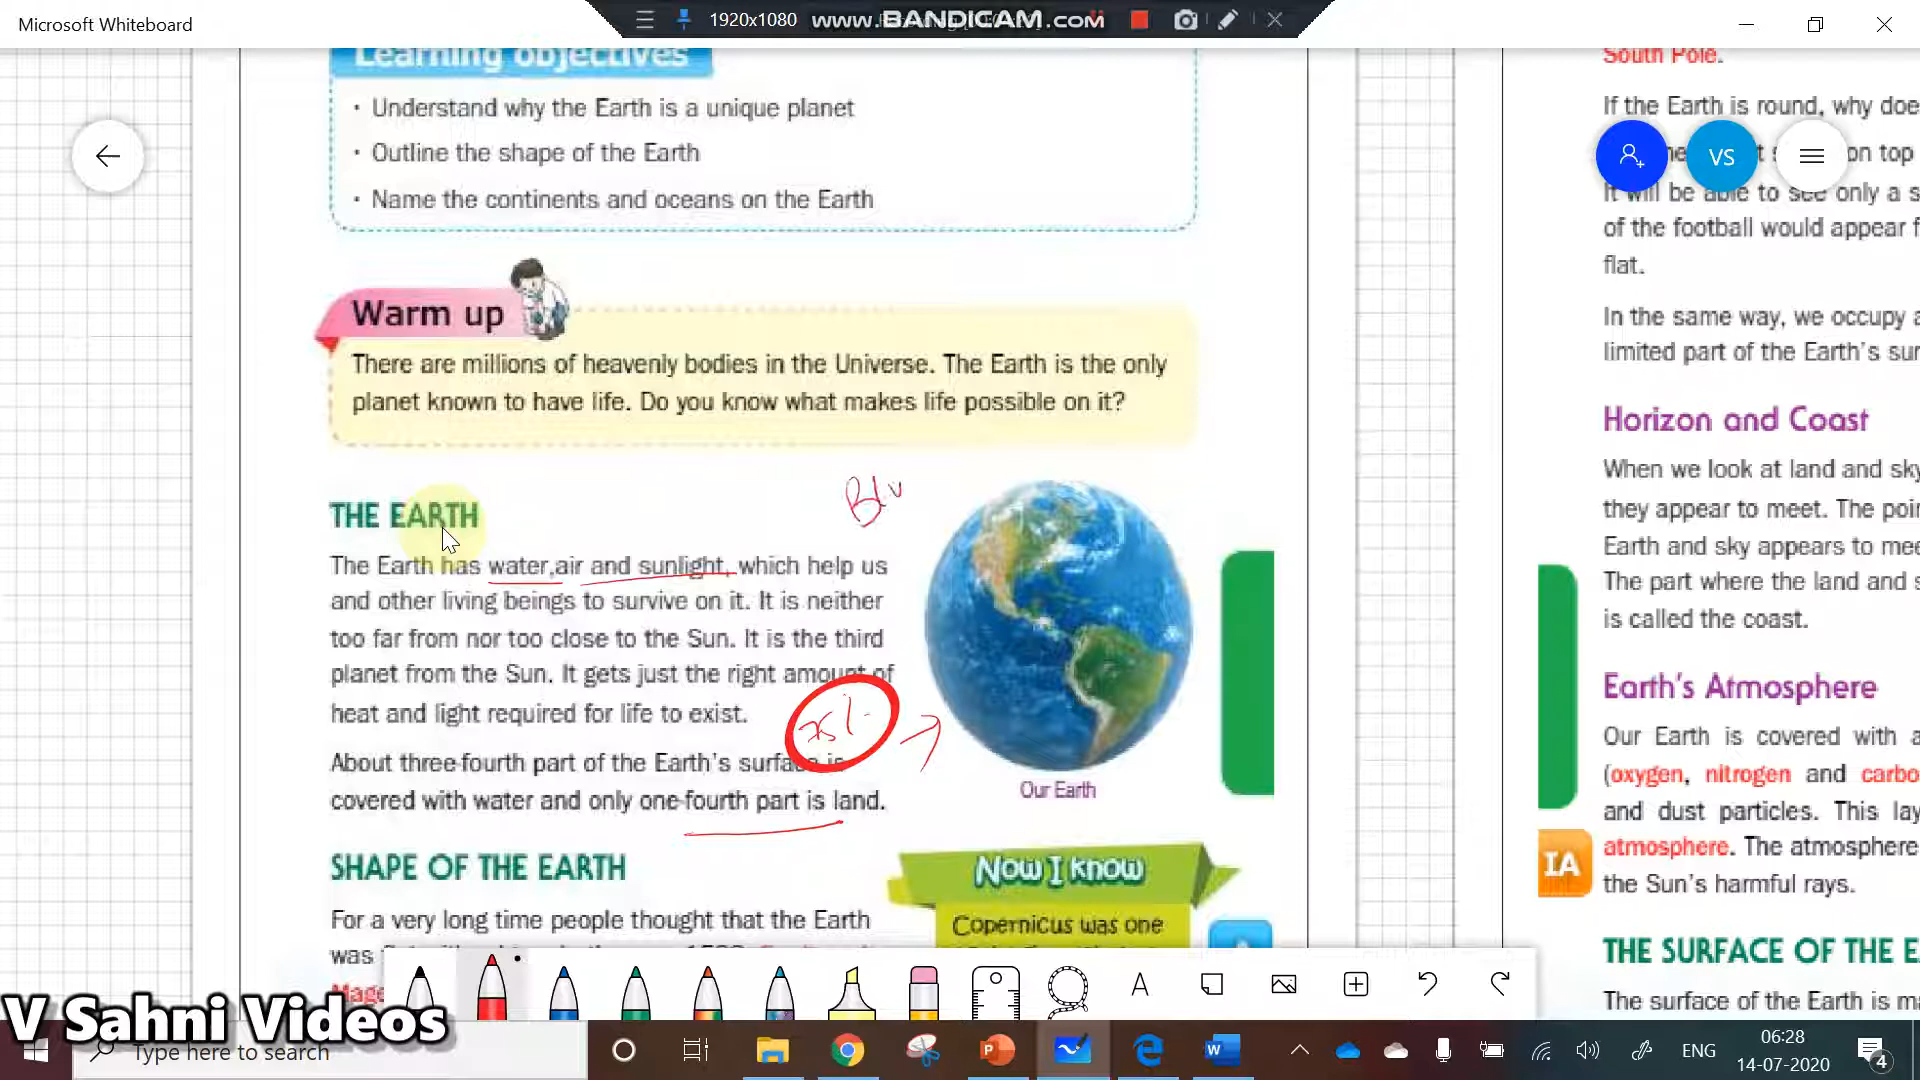 Microsoft Whiteboard
1920x1080
www.BANDICAM.com
Learning objectives
• Understand why the Earth is a unique planet
• Outline the shape of the Earth
• Name the continents and oceans on the Earth
Warm up
There are millions of heavenly bodies in the Universe. The Earth is the only
planet known to have life. Do you know what makes life possible on it?
THE EARTH
Blu
The Earth has water,air and sunlight, which help us
and other living beings to survive on it. It is neither
too far from nor too close to the Sun. It is the third
planet from the Sun. It gets just the right amount of
heat and light required for life to exist.
75%
About three-fourth part of the Earth's surface is
covered with water and only one-fourth part is land.
Our Earth
SHAPE OF THE EARTH
For a very long time people thought that the Earth
was
Mage
Now I know
Copernicus was one
South Pole.
If the Earth is round, why doe
VS
on top
It will be able to see only a s
of the football would appear f
flat.
In the same way, we occupy a
limited part of the Earth's sur
Horizon and Coast
When we look at land and sky
they appear to meet. The poin
Earth and sky appears to mee
The part where the land and s
is called the coast.
Earth's Atmosphere
Our Earth is covered with a
(oxygen, nitrogen and carbo
and dust particles. This lay
IA
atmosphere. The atmosphere
the Sun's harmful rays.
THE SURFACE OF THE E
The surface of the Earth is ma
V Sahni Videos
Type here to search
ENG
06:28
14-07-2020
4